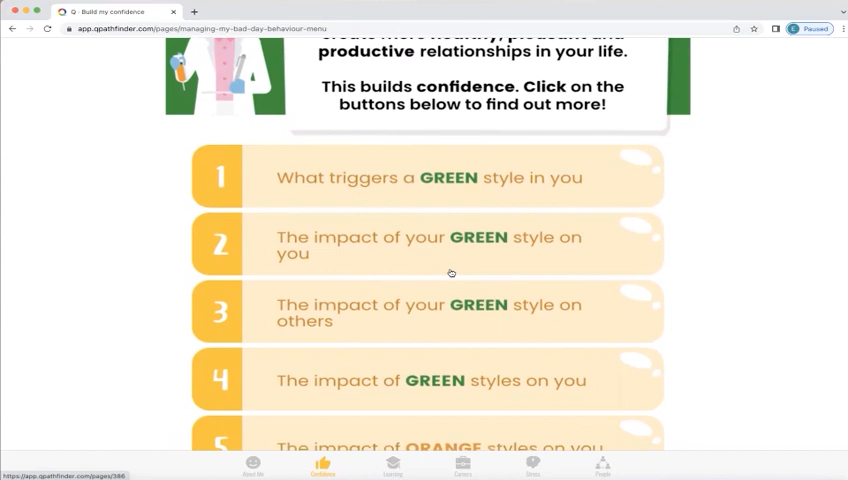 Q - Build my confidence
app.qpathfinder.com/pages/managing-my-bad-day-behaviour-menu
E
Paused
productive relationships in your life.
This builds confidence. Click on the
buttons below to find out more!
1
What triggers a GREEN style in you
2
The impact of your GREEN style on
you
3
The impact of your GREEN style on
others
4
The impact of GREEN styles on you
5
The impact of ORANGE styles on you
About Me
Confidence
Learning
Careers
Stories
People
https://app.qpathfinder.com/pages/386